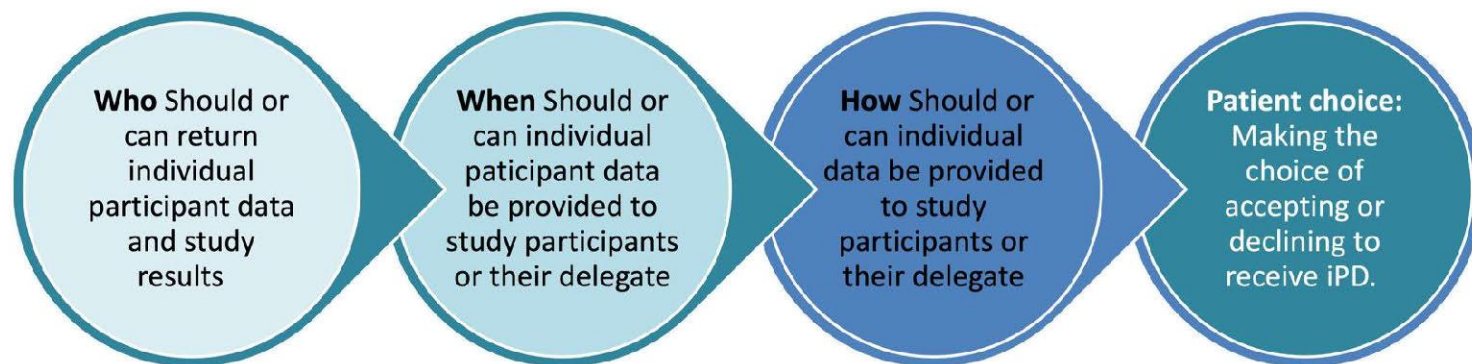 Who Should or
can return
individual
participant data
and study
results
When Should or
can individual
paticipant data
be provided to
study participants
or their delegate
How Should or
can individual
data be provided
to study
participants or
their delegate
Patient choice:
Making the
choice of
accepting or
declining to
receive iPD.